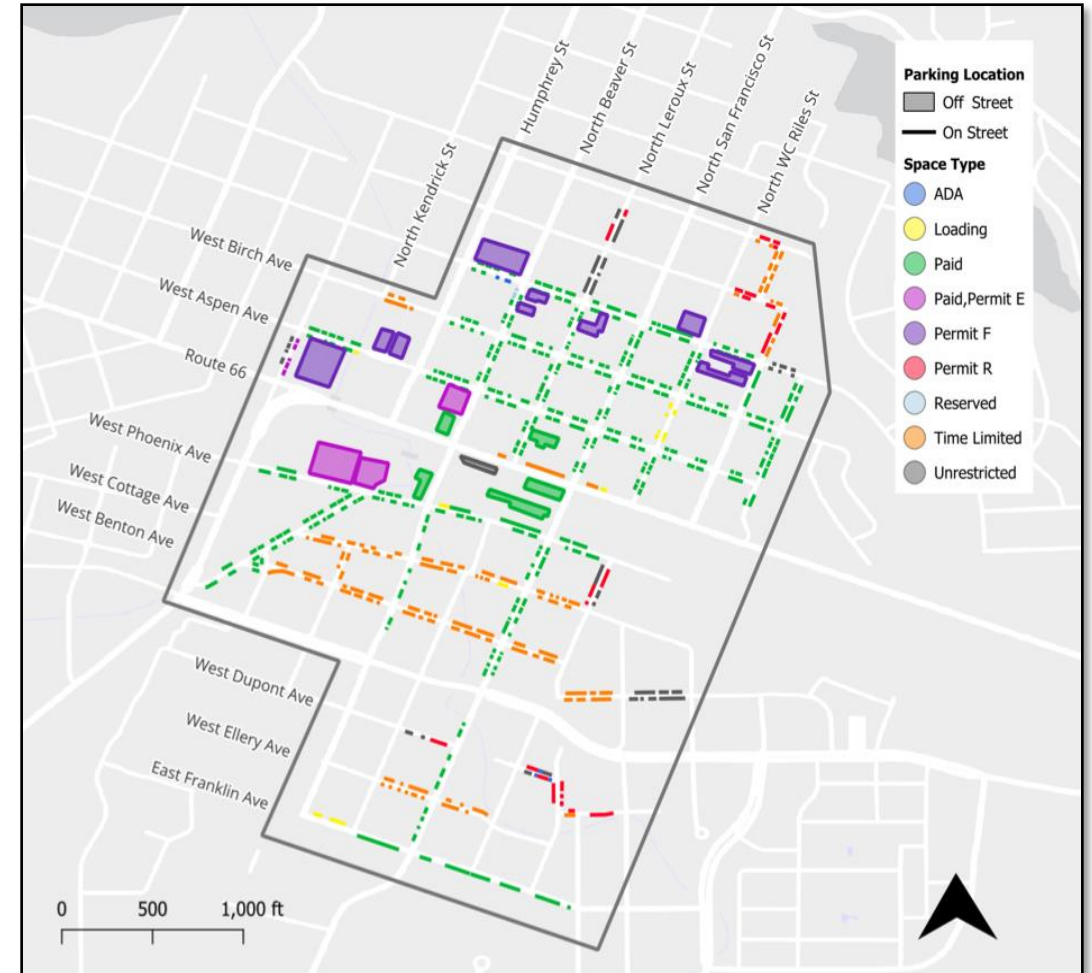 Humphrey St
North Beaver St
North Leroux St
North San Francisco St
North WC Riles St
North Kendrick St
West Birch Ave
West Aspen Ave
Route 66
West Phoenix Ave
West Cottage Ave
West Benton Ave
West Dupont Ave
West Ellery Ave
East Franklin Ave
Parking Location
Off Street
On Street
Space Type
ADA
Loading
Paid
Paid,Permit E
Permit F
Permit R
Reserved
Time Limited
Unrestricted
0 500 1,000 ft